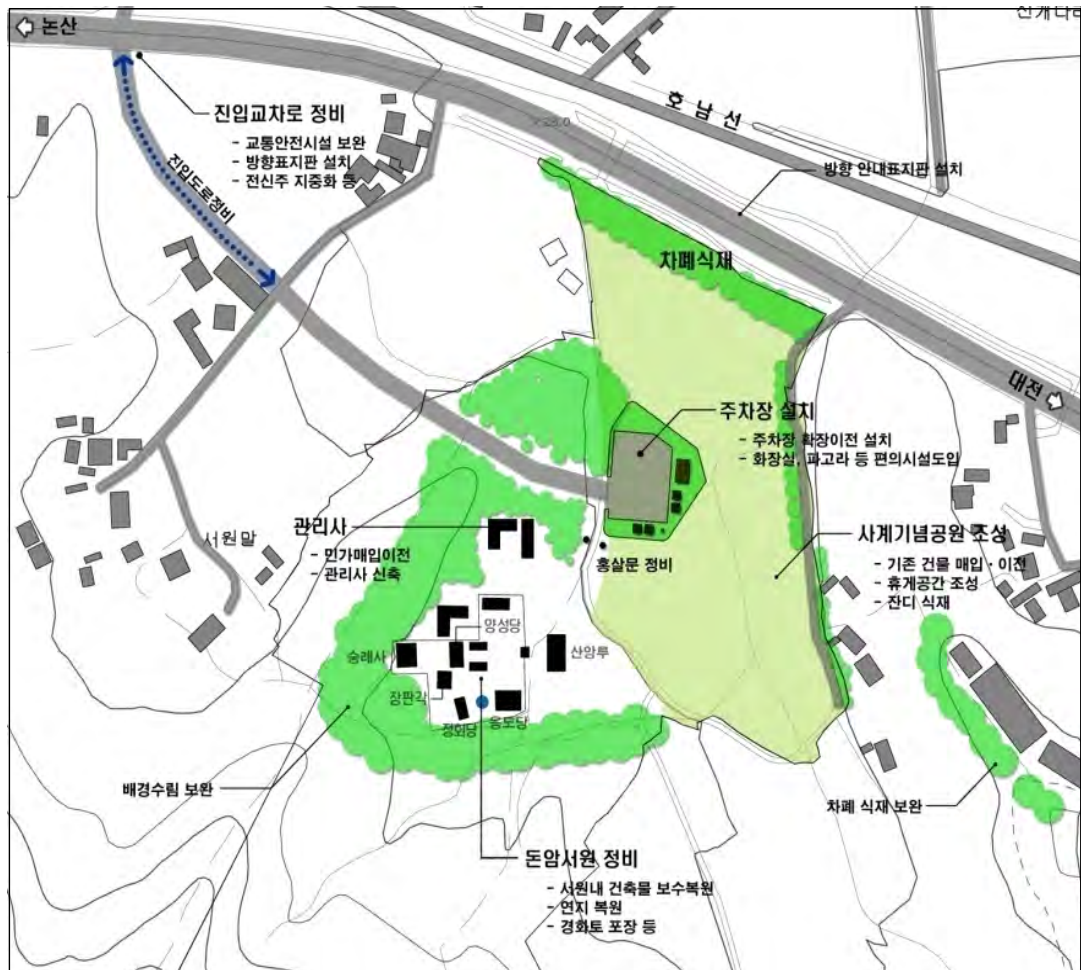 논산
신개다리
진입교차로 정비
- 교통안전시설 보완
- 방향표지판 설치
- 전신주 지중화 등
호남선
진입도로정비
방향 안내표지판 설치
차폐식재
대전
주차장 설치
- 주차장 확장이전 설치
- 화장실, 파고라 등 편의시설도입
관리사
- 민가매입이전
- 관리사 신축
서원말
홍살문 정비
사계기념공원 조성
- 기존 건물 매입 · 이전
- 휴게공간 조성
- 잔디 식재
양성당
숭례사
산앙루
장판각
정회당
응도당
배경수림 보완
차폐 식재 보완
돈암서원 정비
- 서원내 건축물 보수복원
- 연지 복원
- 경화토 포장 등